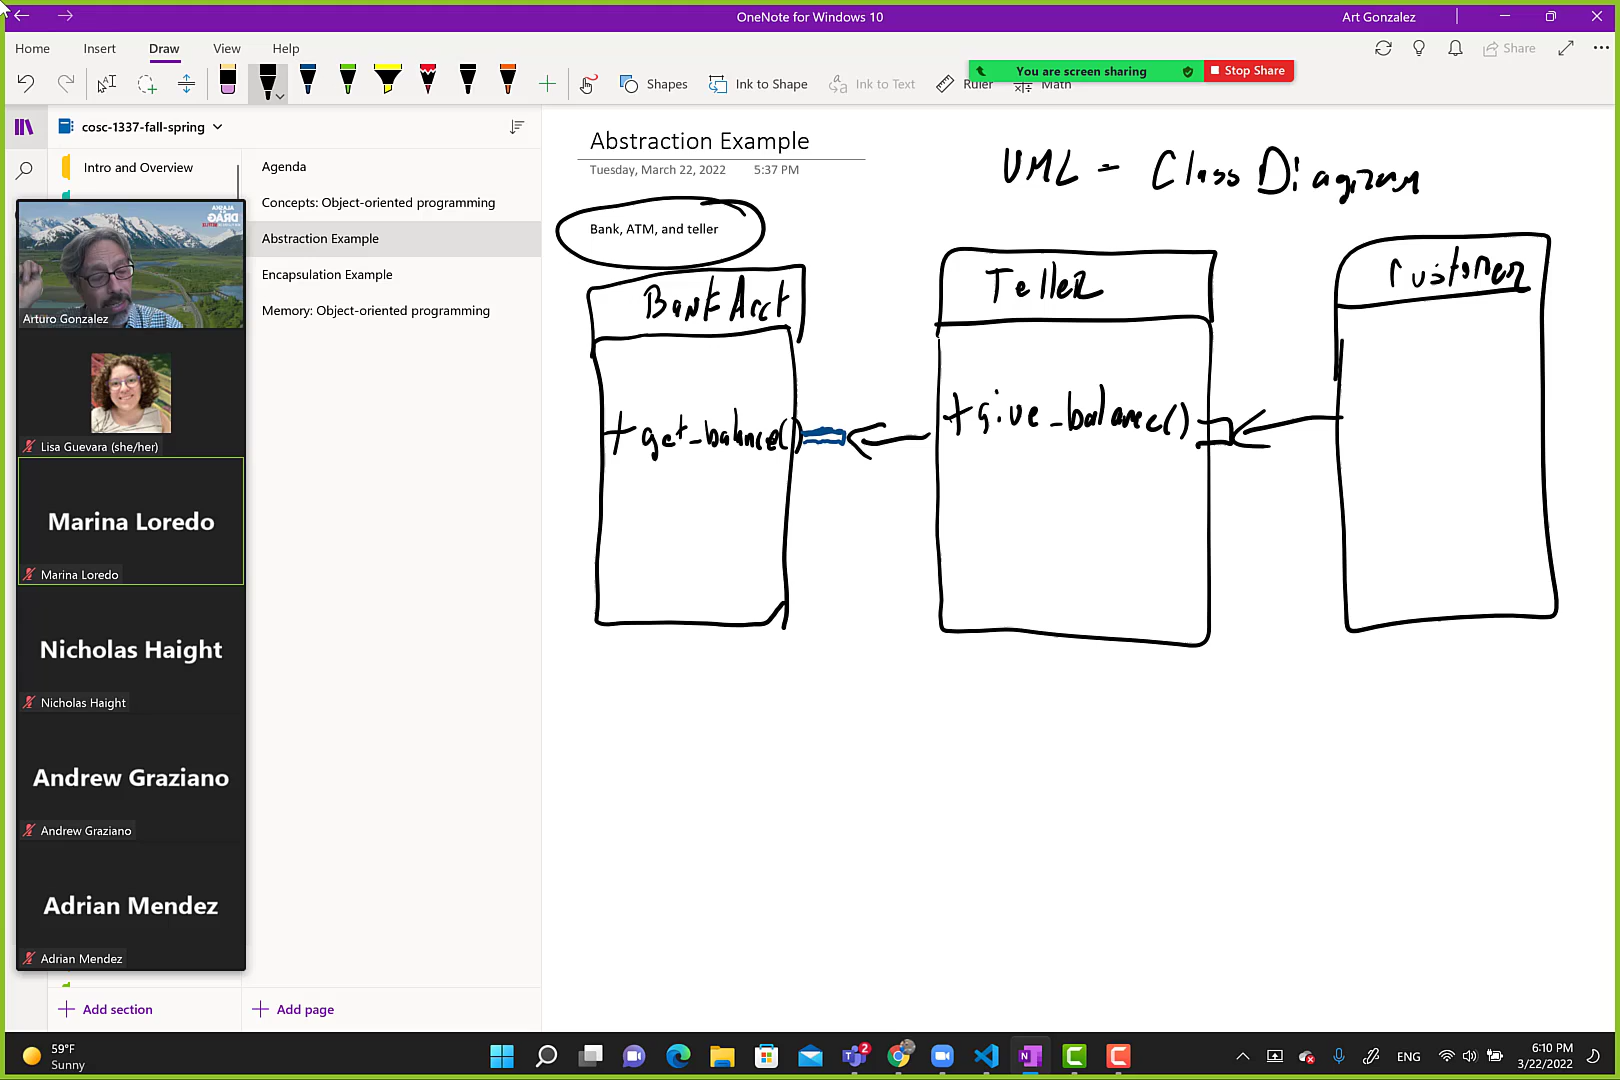 OneNote for Windows 10
Art Gonzalez
Home Insert Draw View Help
Share
Shapes
Ink to Shape
Ink to Text
Ruler
Math
You are screen sharing
Stop Share
cosc-1337-fall-spring
Intro and Overview
Agenda
Concepts: Object-oriented programming
Abstraction Example
Encapsulation Example
Memory: Object-oriented programming
Add section
Add page
ALASKA
DRAG
Arturo Gonzalez
Lisa Guevara (she/her)
Marina Loredo
Marina Loredo
Nicholas Haight
Nicholas Haight
Andrew Graziano
Andrew Graziano
Adrian Mendez
Adrian Mendez
Abstraction Example
Tuesday, March 22, 2022 5:37 PM
UML - Class Diagram
Bank, ATM, and teller
Bank Acct
+ get_balance()
Teller
+ give_balance()
Customer
59°F
Sunny
2
ENG
6:10 PM
3/22/2022